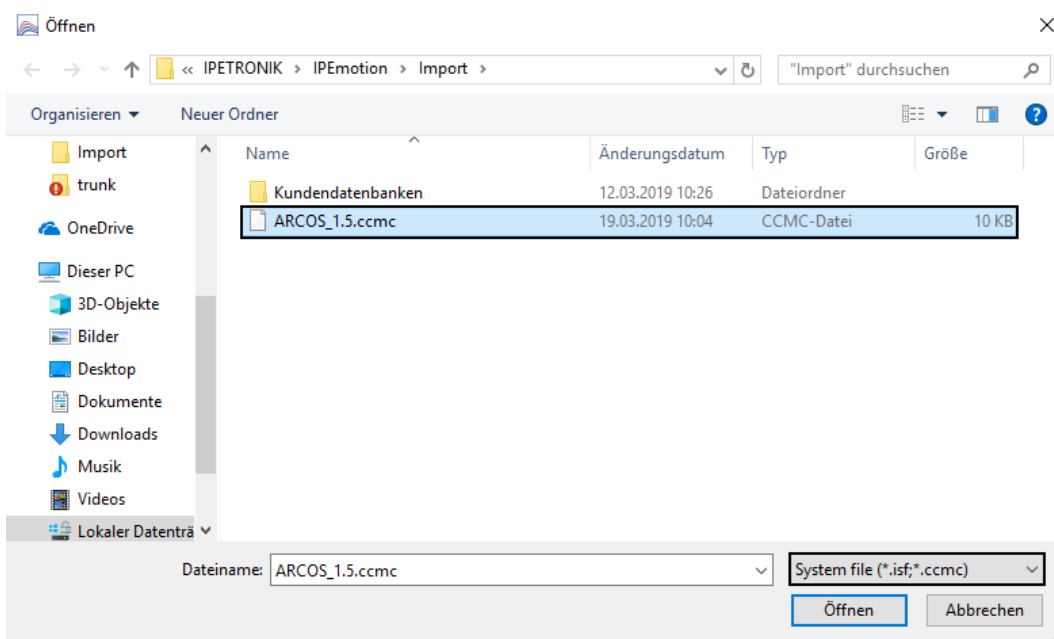 Öffnen
« IPETRONIK › IPEmotion › Import ›
"Import" durchsuchen
Organisieren
Neuer Ordner
?
Import
trunk
OneDrive
Dieser PC
3D-Objekte
Bilder
Desktop
Dokumente
Downloads
Musik
Videos
Lokaler Datenträ
Name Änderungsdatum Typ Größe
Kundendatenbanken 12.03.2019 10:26 Dateiordner
ARCOS_1.5.ccmc 19.03.2019 10:04 CCMC-Datei 10 KB
Dateiname: ARCOS_1.5.ccmc
System file (*.isf;*.ccmc)
Öffnen Abbrechen